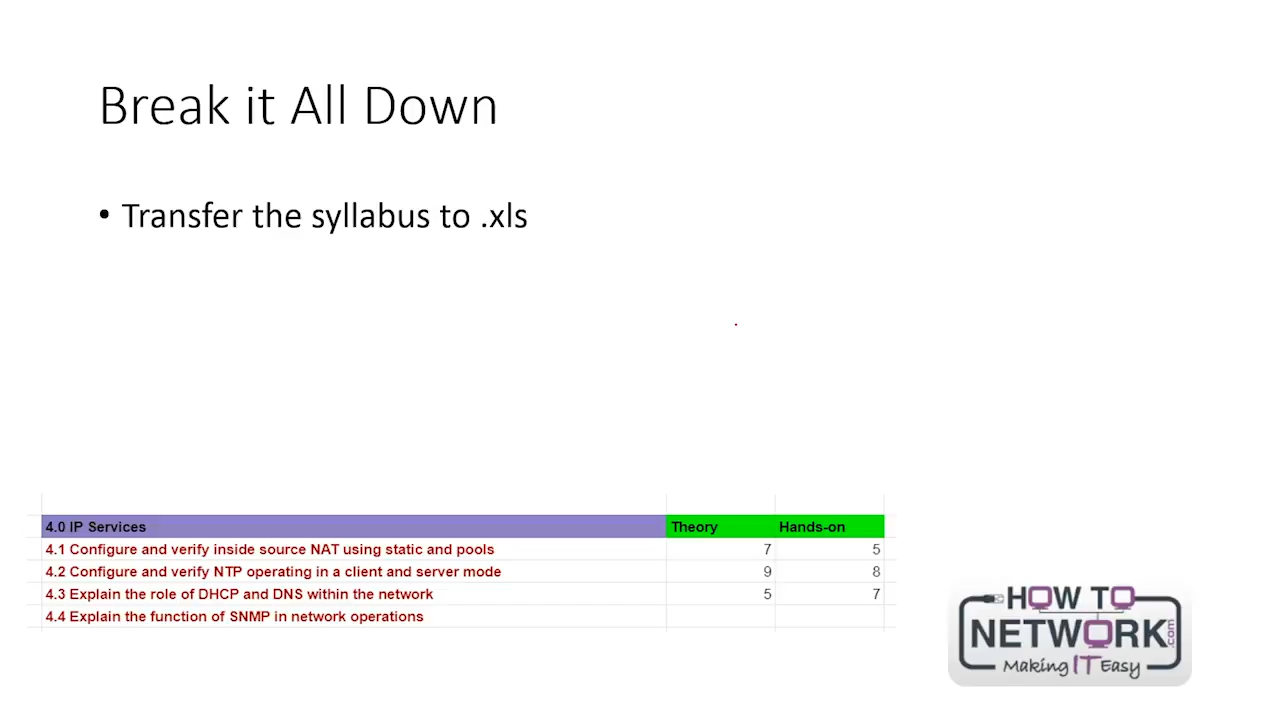 Break it All Down
• Transfer the syllabus to .xls
4.0 IP Services Theory Hands-on
4.1 Configure and verify inside source NAT using static and pools 7 5
4.2 Configure and verify NTP operating in a client and server mode 9 8
4.3 Explain the role of DHCP and DNS within the network 5 7
4.4 Explain the function of SNMP in network operations
HOW TO
NETWORK.com
Making IT Easy